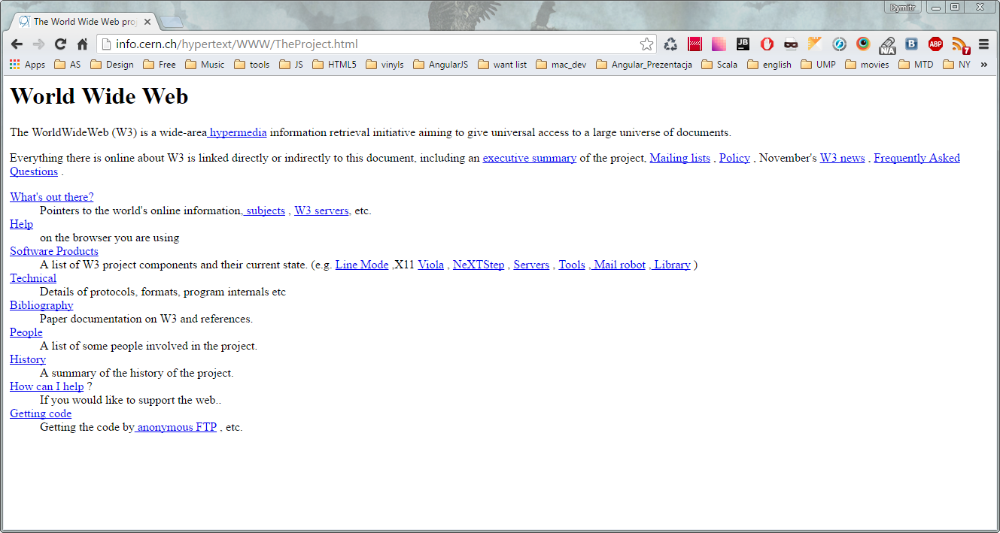 Dymitr
The World Wide Web proj
info.cern.ch/hypertext/WWW/TheProject.html
JB
N/A
B
ABP
7
Apps AS Design Free Music tools JS HTML5 vinyls AngularJS want list mac_dev Angular_Prezentacja Scala english UMP movies MTD NY »
World Wide Web
The WorldWideWeb (W3) is a wide-area hypermedia information retrieval initiative aiming to give universal access to a large universe of documents.
Everything there is online about W3 is linked directly or indirectly to this document, including an executive summary of the project, Mailing lists , Policy , November's W3 news , Frequently Asked
Questions .
What's out there?
Pointers to the world's online information, subjects , W3 servers, etc.
Help
on the browser you are using
Software Products
A list of W3 project components and their current state. (e.g. Line Mode ,X11 Viola , NeXTStep , Servers , Tools , Mail robot , Library )
Technical
Details of protocols, formats, program internals etc
Bibliography
Paper documentation on W3 and references.
People
A list of some people involved in the project.
History
A summary of the history of the project.
How can I help ?
If you would like to support the web..
Getting code
Getting the code by anonymous FTP , etc.